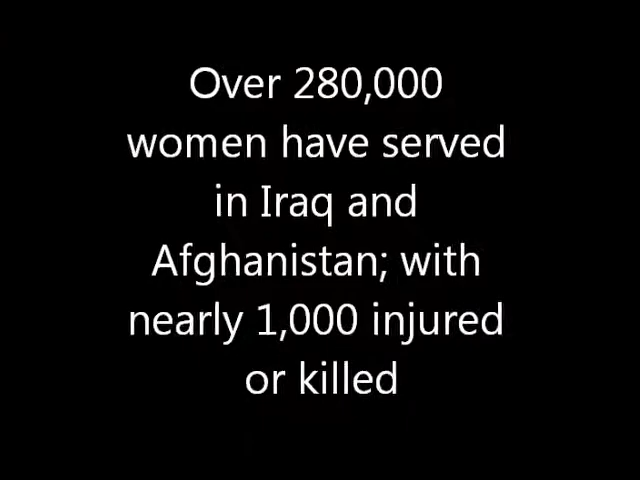 Over 280,000
women have served
in Iraq and
Afghanistan; with
nearly 1,000 injured
or killed